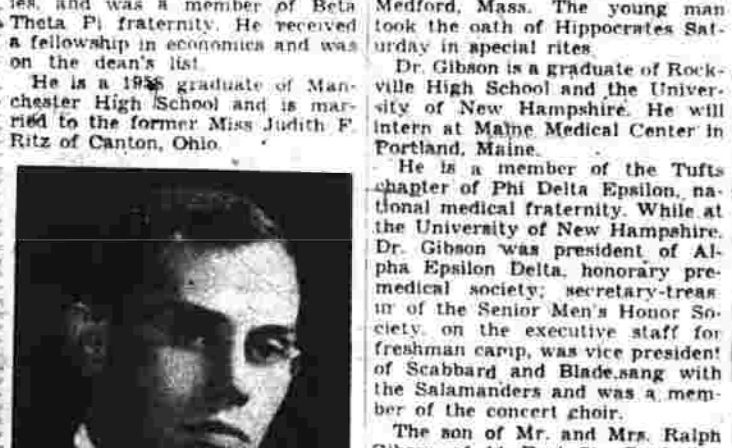 ies, and was a member of Beta
Theta Pi fraternity. He received
a fellowship in economics and was
on the dean's list.
He is a graduate of Man-
chester High School and is mar-
ried to the former Miss Judith F.
Ritz of Canton, Ohio.
Medford, Mass. The young man
took the oath of Hippocrates Sat-
urday in special rites
Dr. Gibson is a graduate of Rock-
ville High School and the Univer-
sity of New Hampshire. He will
intern at Maine Medical Center in
Portland, Maine.
He is a member of the Tufts
chapter of Phi Delta Epsilon, na-
tional medical fraternity. While at
the University of New Hampshire,
Dr. Gibson was president of Al-
pha Epsilon Delta, honorary pre-
medical society; secretary-treas
ur of the Senior Men's Honor So-
ciety, on the executive staff for
freshman camp, was vice president
of Scabbard and Blade,sang with
the Salamanders and was a mem-
ber of the concert choir.
The son of Mr. and Mrs. Ralph